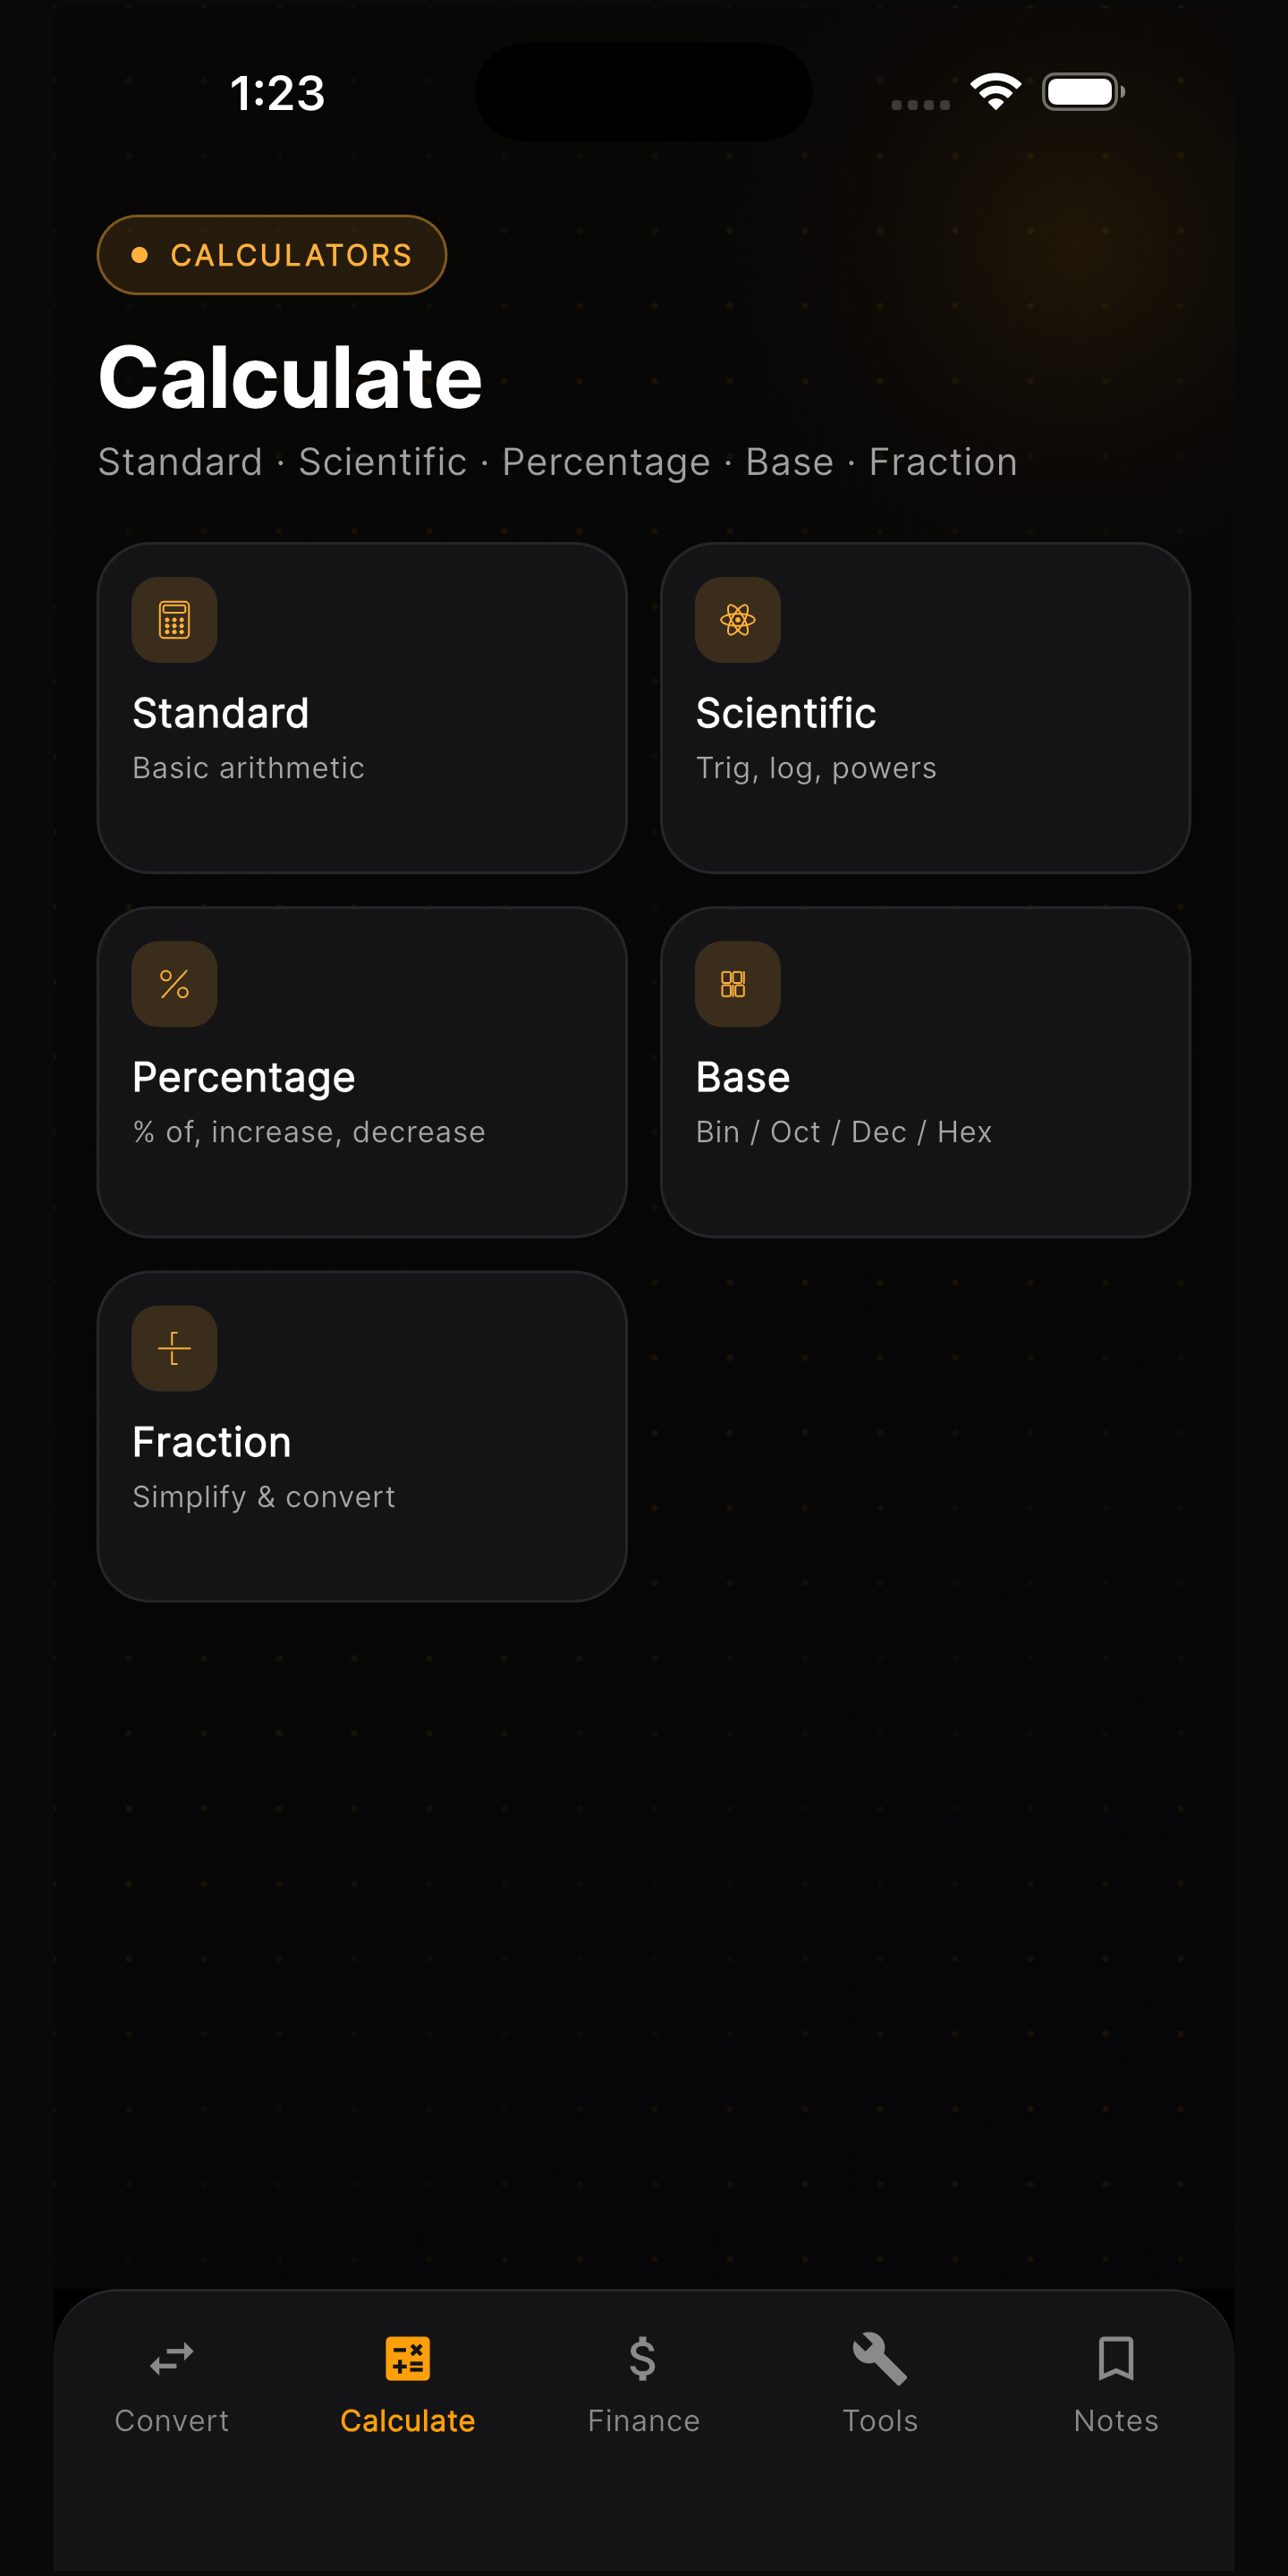 1:23
CALCULATORS
Calculate
Standard · Scientific · Percentage · Base · Fraction
Standard
Basic arithmetic
Scientific
Trig, log, powers
Percentage
% of, increase, decrease
Base
Bin / Oct / Dec / Hex
Fraction
Simplify & convert
Convert
Calculate
Finance
Tools
Notes